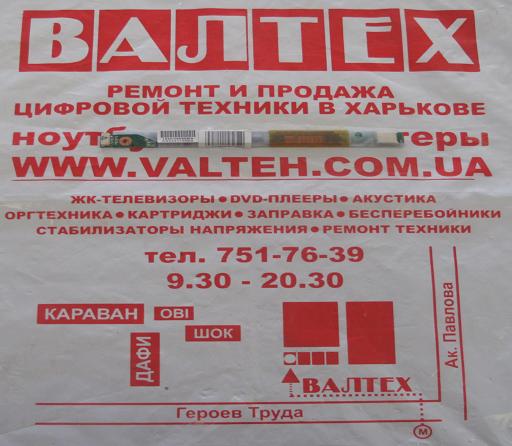 ВАЛТЕХ
РЕМОНТ И ПРОДАЖА
ЦИФРОВОЙ ТЕХНИКИ В ХАРЬКОВЕ
WWW.VALTEH.COM.UA
ЖК-ТЕЛЕВИЗОРЫ • DVD-ПЛЕЕРЫ • АКУСТИКА
ОРГТЕХНИКА • КАРТРИДЖИ • ЗАПРАВКА • БЕСПЕРЕБОЙНИКИ
СТАБИЛИЗАТОРЫ НАПРЯЖЕНИЯ • РЕМОНТ ТЕХНИКИ
тел. 751-76-39
9.30 - 20.30
КАРАВАН
ОВІ
ШОК
ДАФИ
ВАЛТЕХ
Ак. Павлова
Героев Труда
М